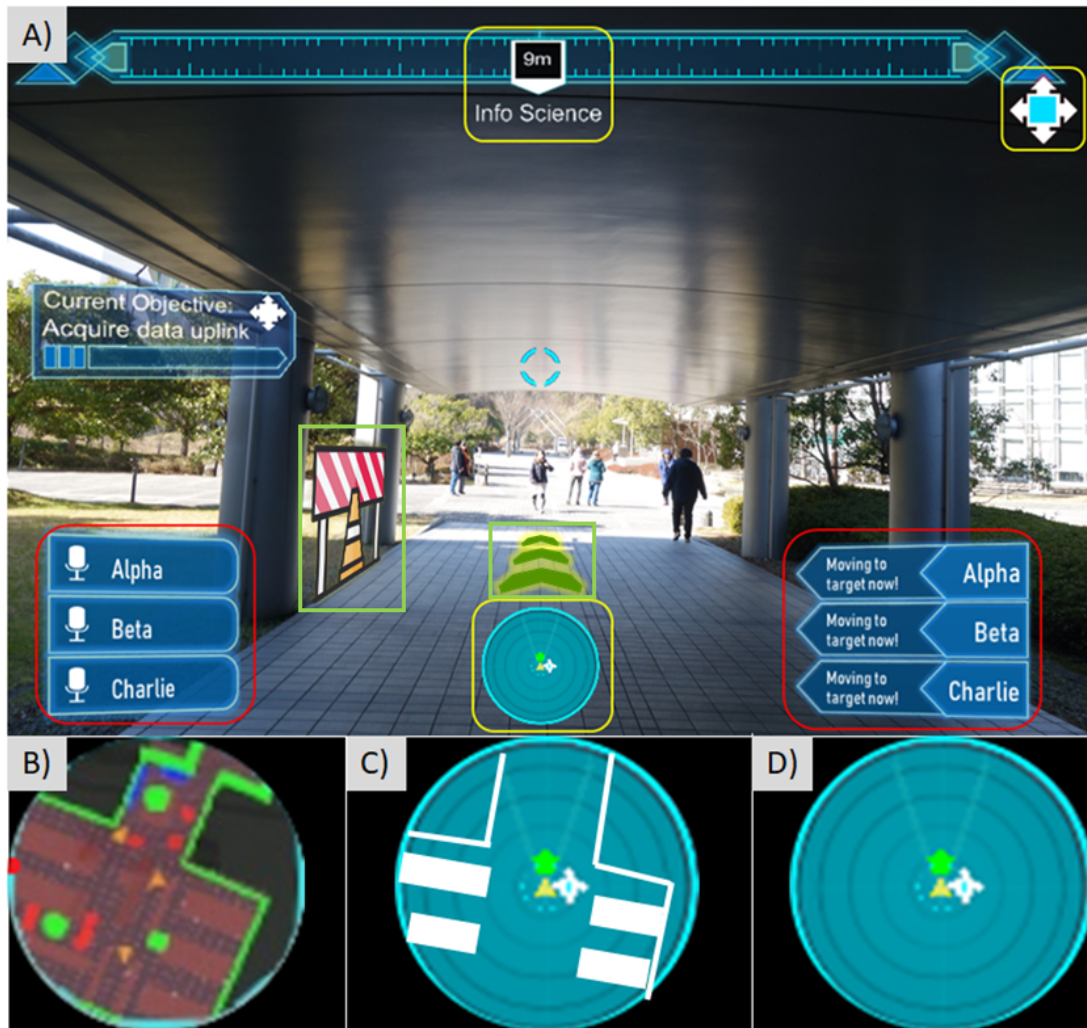 A)
9m
Info Science
Current Objective:
Acquire data uplink
Alpha
Beta
Charlie
Moving to
target now!
Alpha
Moving to
target now!
Beta
Moving to
target now!
Charlie
B)
C)
D)